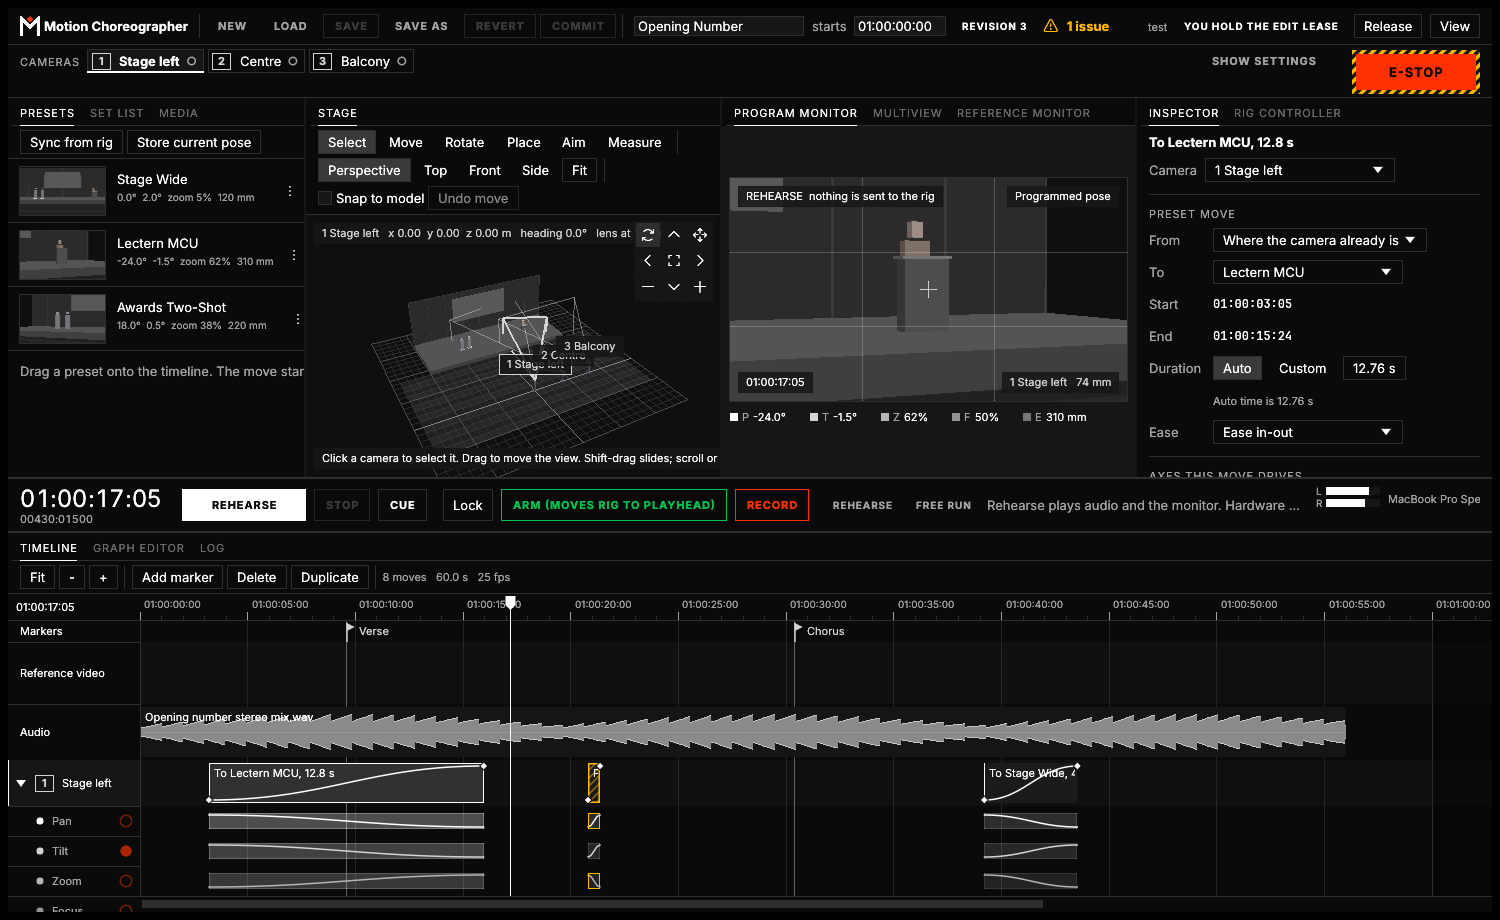 Motion Choreographer NEW LOAD SAVE SAVE AS REVERT COMMIT Opening Number starts 01:00:00:00 REVISION 3 1 issue test YOU HOLD THE EDIT LEASE Release View
CAMERAS 1 Stage left 2 Centre 3 Balcony SHOW SETTINGS E-STOP
PRESETS SET LIST MEDIA
Sync from rig Store current pose
Stage Wide
0.0° 2.0° zoom 5% 120 mm
Lectern MCU
-24.0° -1.5° zoom 62% 310 mm
Awards Two-Shot
18.0° 0.5° zoom 38% 220 mm
Drag a preset onto the timeline. The move star
STAGE
Select Move Rotate Place Aim Measure
Perspective Top Front Side Fit
Snap to model Undo move
1 Stage left x 0.00 y 0.00 z 0.00 m heading 0.0° lens at
3 Balcony
2 Centre
1 Stage left
Click a camera to select it. Drag to move the view. Shift-drag slides; scroll or
PROGRAM MONITOR MULTIVIEW REFERENCE MONITOR
REHEARSE nothing is sent to the rig Programmed pose
01:00:17:05 1 Stage left 74 mm
P -24.0° T -1.5° Z 62% F 50% E 310 mm
INSPECTOR RIG CONTROLLER
To Lectern MCU, 12.8 s
Camera 1 Stage left
PRESET MOVE
From Where the camera already is
To Lectern MCU
Start 01:00:03:05
End 01:00:15:24
Duration Auto Custom 12.76 s
Auto time is 12.76 s
Ease Ease in-out
AXES THIS MOVE DRIVES
01:00:17:05
00430:01500
REHEARSE STOP CUE Lock ARM (MOVES RIG TO PLAYHEAD) RECORD REHEARSE FREE RUN Rehearse plays audio and the monitor. Hardware ...
L
R
MacBook Pro Spe
TIMELINE GRAPH EDITOR LOG
Fit - + Add marker Delete Duplicate 8 moves 60.0 s 25 fps
01:00:17:05 01:00:00:00 01:00:05:00 01:00:10:00 01:00:15:00 01:00:20:00 01:00:25:00 01:00:30:00 01:00:35:00 01:00:40:00 01:00:45:00 01:00:50:00 01:00:55:00 01:01:00:00
Markers Verse Chorus
Reference video
Opening number stereo mix.wav
Audio
To Lectern MCU, 12.8 s To Stage Wide,
1 Stage left
Pan
Tilt
Zoom
Focus